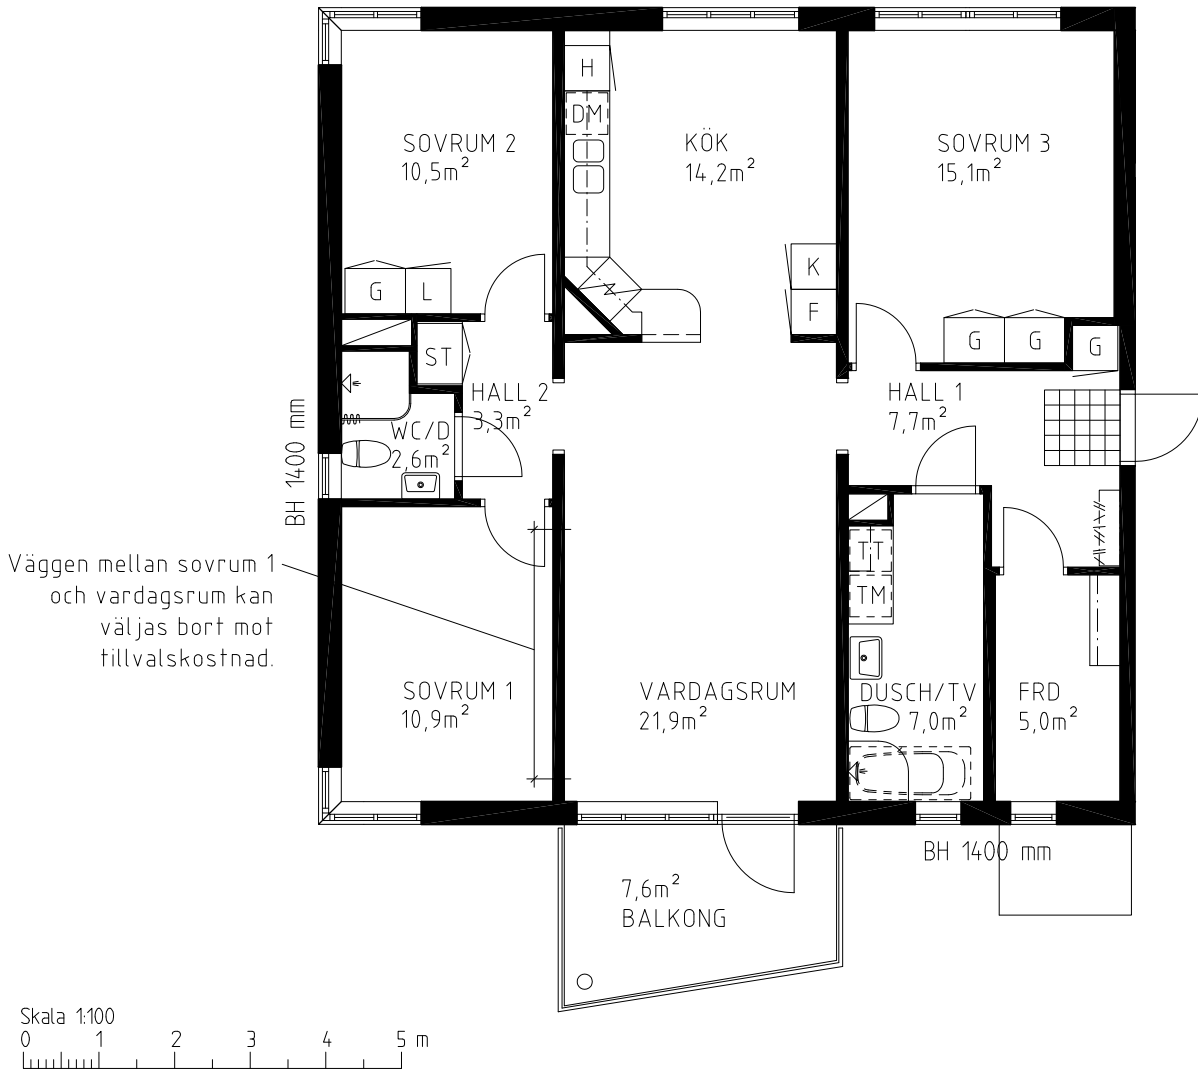 H
DM
SOVRUM 2
10,5m²
KÖK
14,2m²
SOVRUM 3
15,1m²
G
L
K
F
ST
G
G
G
HALL 2
3,3m²
HALL 1
7,7m²
WC/D
2,6m²
BH 1400 mm
Väggen mellan sovrum 1
och vardagsrum kan
väljas bort mot
tillvalskostnad.
TT
TM
SOVRUM 1
10,9m²
VARDAGSRUM
21,9m²
DUSCH/TV
7,0m²
FRD
5,0m²
BH 1400 mm
7,6m²
BALKONG
Skala 1:100
0 1 2 3 4 5 m